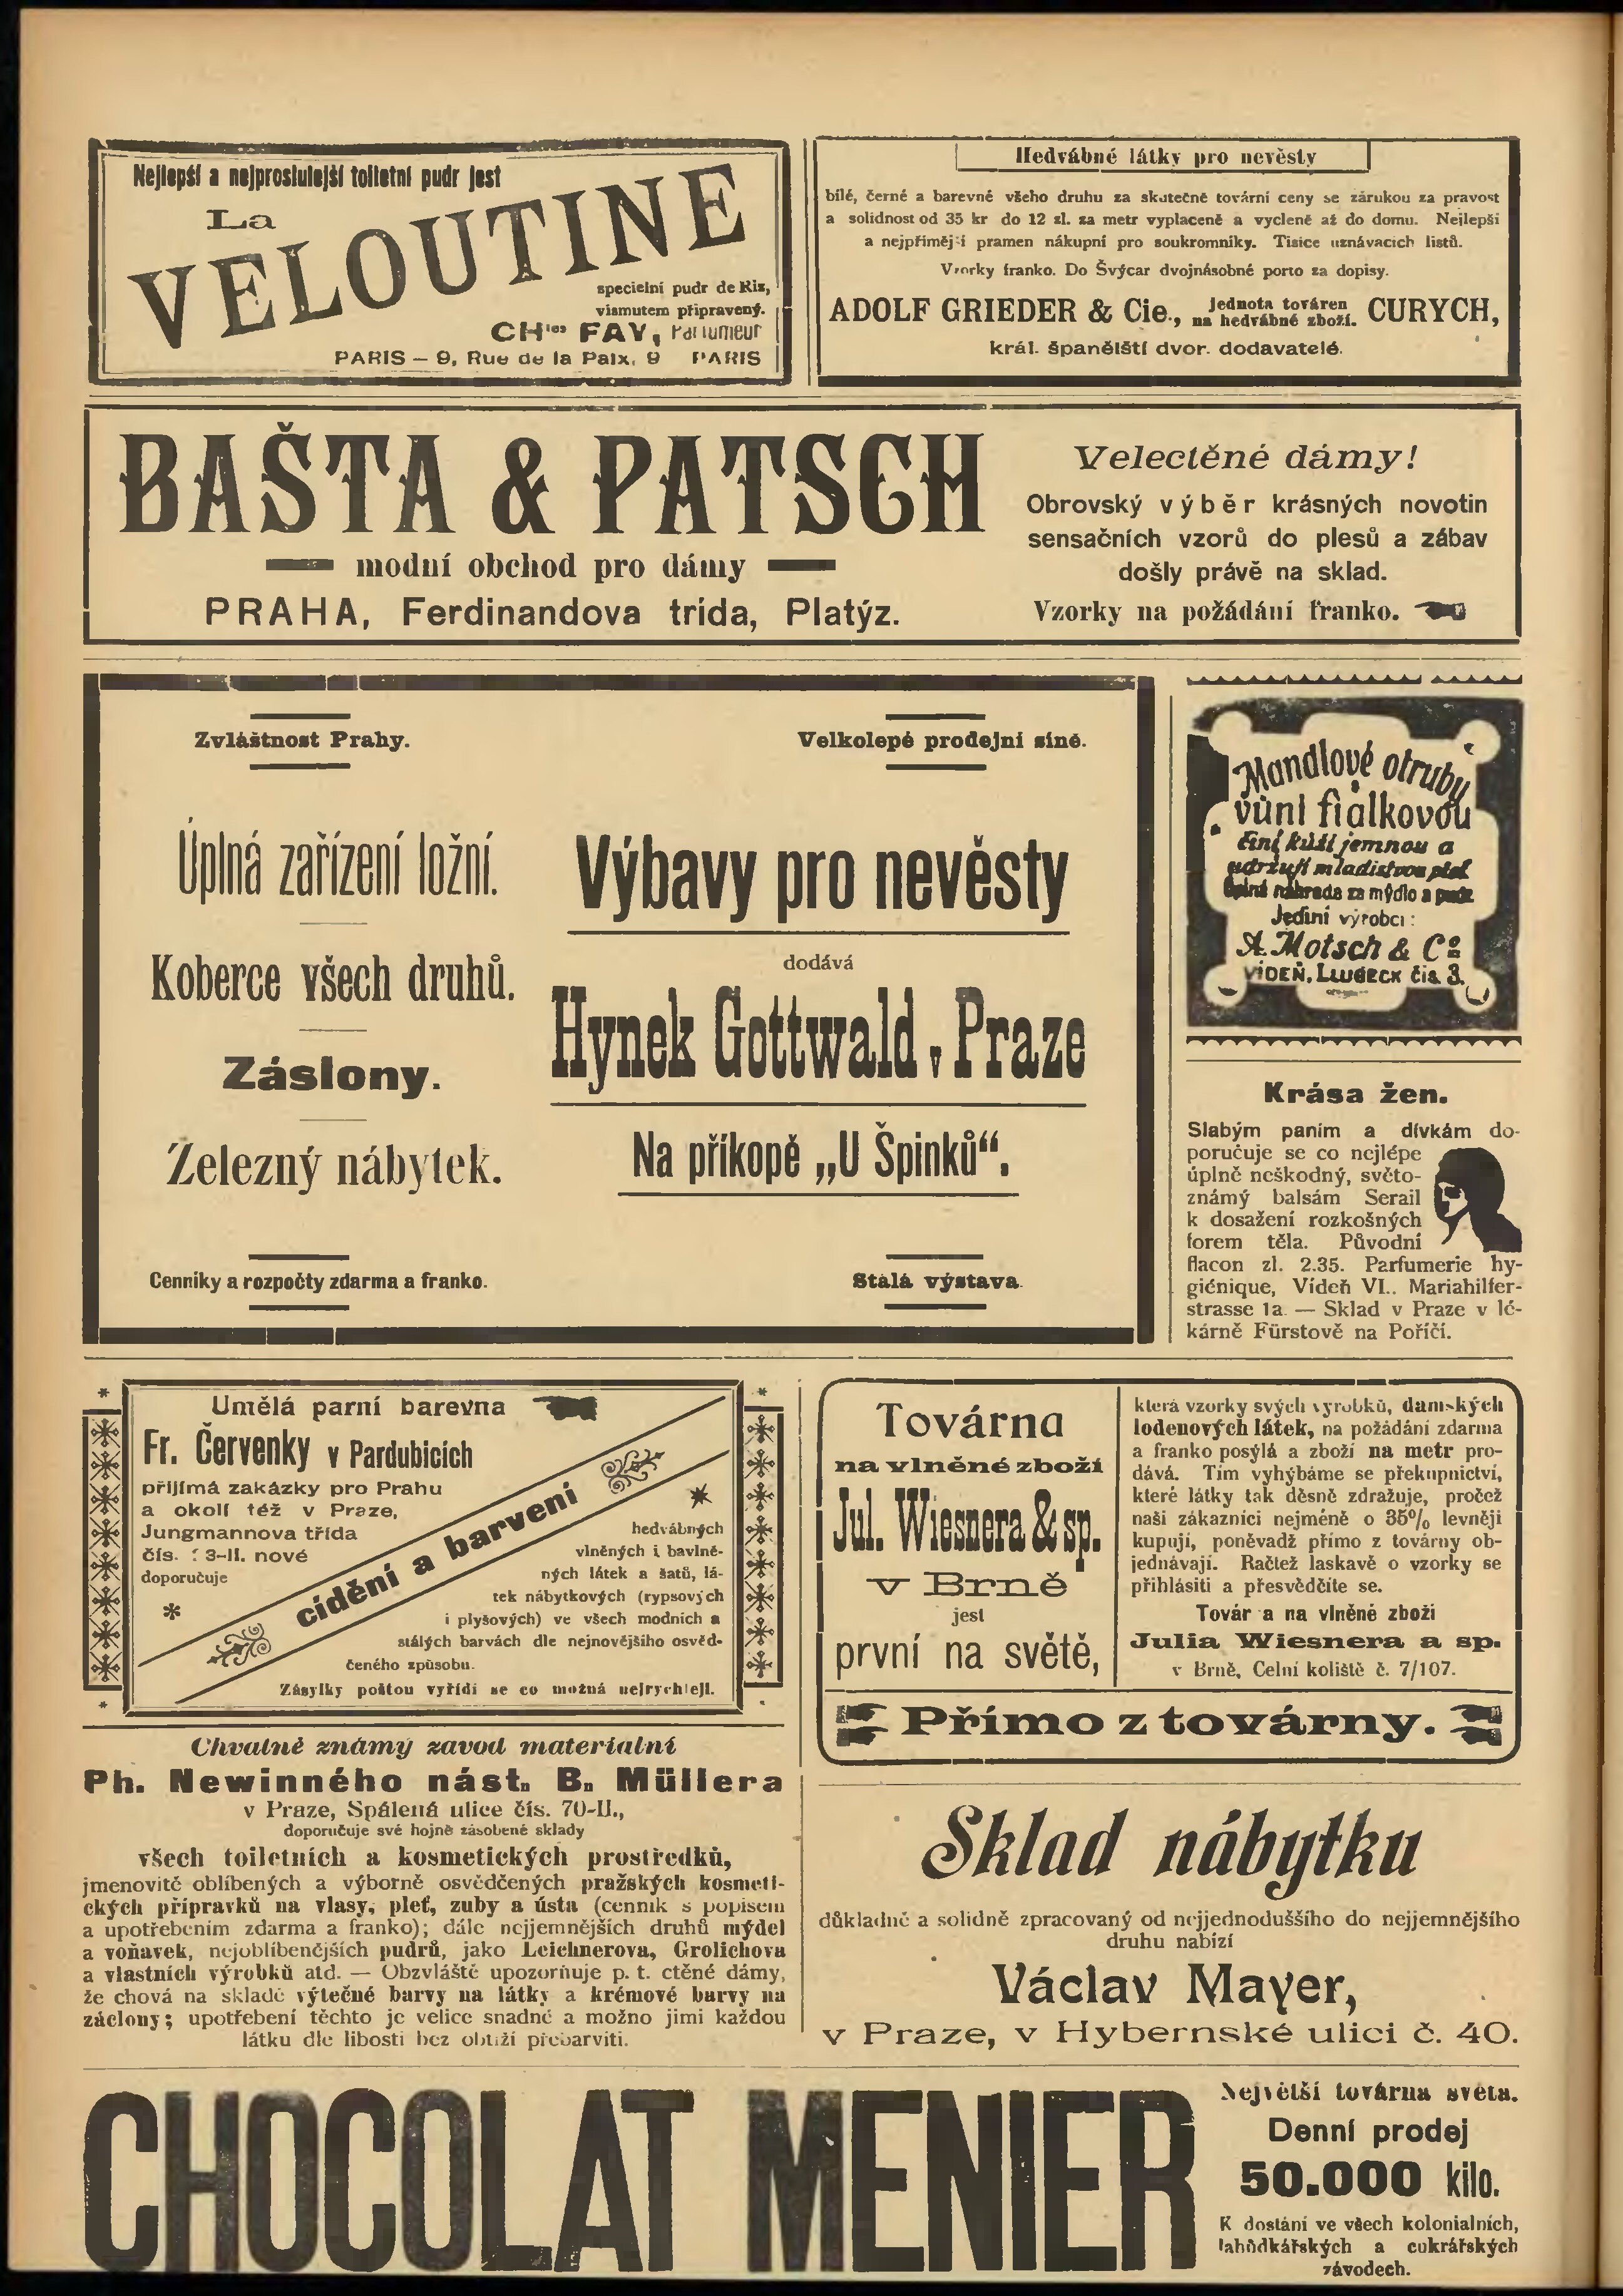 Nejlepší a nejproslulejší toiletní pudr jest
La
VELOUTINE
specielní pudr de Riz,
vismutem připravený.
CHles FAY, Parfumeur
PARIS — 9, Rue de la Paix, 9 PARIS
Hedvábné látky pro nevěsty
bílé, černé a barevné všeho druhu za skutečné tovární ceny se zárukou za pravost
a solidnost od 35 kr do 12 zl. za metr vyplaceně a vycleně až do domu. Nejlepší
a nejpřímější pramen nákupní pro soukromníky. Tisíce uznávacích listů.
Vzorky franko. Do Švýcar dvojnásobné porto za dopisy.
ADOLF GRIEDER & Cie., Jednota továren na hedvábné zboží. CURYCH,
král. španělští dvor. dodavatelé.
BAŠTA & PATSCH
modní obchod pro dámy
PRAHA, Ferdinandova trída, Platýz.
Velectěné dámy!
Obrovský výběr krásných novotin
sensačních vzorů do plesů a zábav
došly právě na sklad.
Vzorky na požádání franko.
Zvláštnost Prahy.
Úplná zařízení ložní.
Koberce všech druhů.
Záslony.
Železný nábytek.
Cenníky a rozpočty zdarma a franko.
Velkolepé prodejní síně.
Výbavy pro nevěsty
dodává
Hynek Gottwald v Praze
Na příkopě „U Špinků“.
Stálá výstava.
Mandlové otruby
vůní fialkovou
činí kůži jemnou a
udržují mladistvou pleť
Úplná náhrada za mýdlo a pudr
Jediní výrobci:
A. Motsch & Co
VÍDEŇ, LUGECK čís. 3.
Krása žen.
Slabým paním a dívkám do-
poručuje se co nejlépe
úplně neškodný, světo-
známý balsám Serail
k dosažení rozkošných
forem těla. Původní
flacon zl. 2.35. Parfumerie hy-
giénique, Vídeň VI., Mariahilfer-
strasse 1a. — Sklad v Praze v lé-
kárně Fürstově na Poříčí.
Umělá parní barevna
Fr. Červenky v Pardubicích
přijímá zakázky pro Prahu
a okolí též v Praze,
Jungmannova třída
čís. 3-II. nové
doporučuje
cídění a barvení
hedvábných
vlněných i bavlně-
ných látek a šatů, lá-
tek nábytkových (rypsových
i plyšových) ve všech modních a
stálých barvách dle nejnovějšího osvěd-
čeného způsobu.
Zásylky poštou vyřídí se co možná nejrychleji.
Továrna
na vlněné zboží
Jul. Wiesnera & sp.
v Brně
jest
první na světě,
která vzorky svých výrobků, damských
lodenových látek, na požádání zdarma
a franko posýlá a zboží na metr pro-
dává. Tím vyhýbáme se překupnictví,
které látky tak děsně zdražuje, pročež
naši zákazníci nejméně o 35% levněji
kupují, poněvadž přímo z továrny ob-
jednávají. Račtež laskavě o vzorky se
přihlásiti a přesvědčíte se.
Továrna na vlněné zboží
Julia Wiesnera a sp.
v Brně, Celní koliště č. 7/107.
Přímo z továrny.
Chvalně známý závod materialní
Ph. Newinného nást. B. Müllera
v Praze, Spálená ulice čís. 70-II.,
doporučuje své hojně zásobené sklady
všech toiletních a kosmetických prostředků,
jmenovitě oblíbených a výborně osvědčených pražských kosmeti-
ckých přípravků na vlasy, pleť, zuby a ústa (cenník s popisem
a upotřebením zdarma a franko); dále nejjemnějších druhů mýdel
a voňavek, nejoblíbenějších pudrů, jako Leichnerova, Grolichova
a vlastních výrobků atd. — Obzvláště upozorňuje p. t. ctěné dámy,
že chová na skladě výtečné barvy na látky a krémové barvy na
záclony; upotřebení těchto je velice snadné a možno jimi každou
látku dle libosti bez obtíží přebarviti.
Sklad nábytku
důkladně a solidně zpracovaný od nejjednoduššího do nejjemnějšího
druhu nabízí
Václav Mayer,
v Praze, v Hybernské ulici č. 40.
CHOCOLAT MENIER
Největší továrna světa.
Denní prodej
50.000 kilo.
K dostání ve všech kolonialních,
lahůdkářských a cukrářských
závodech.